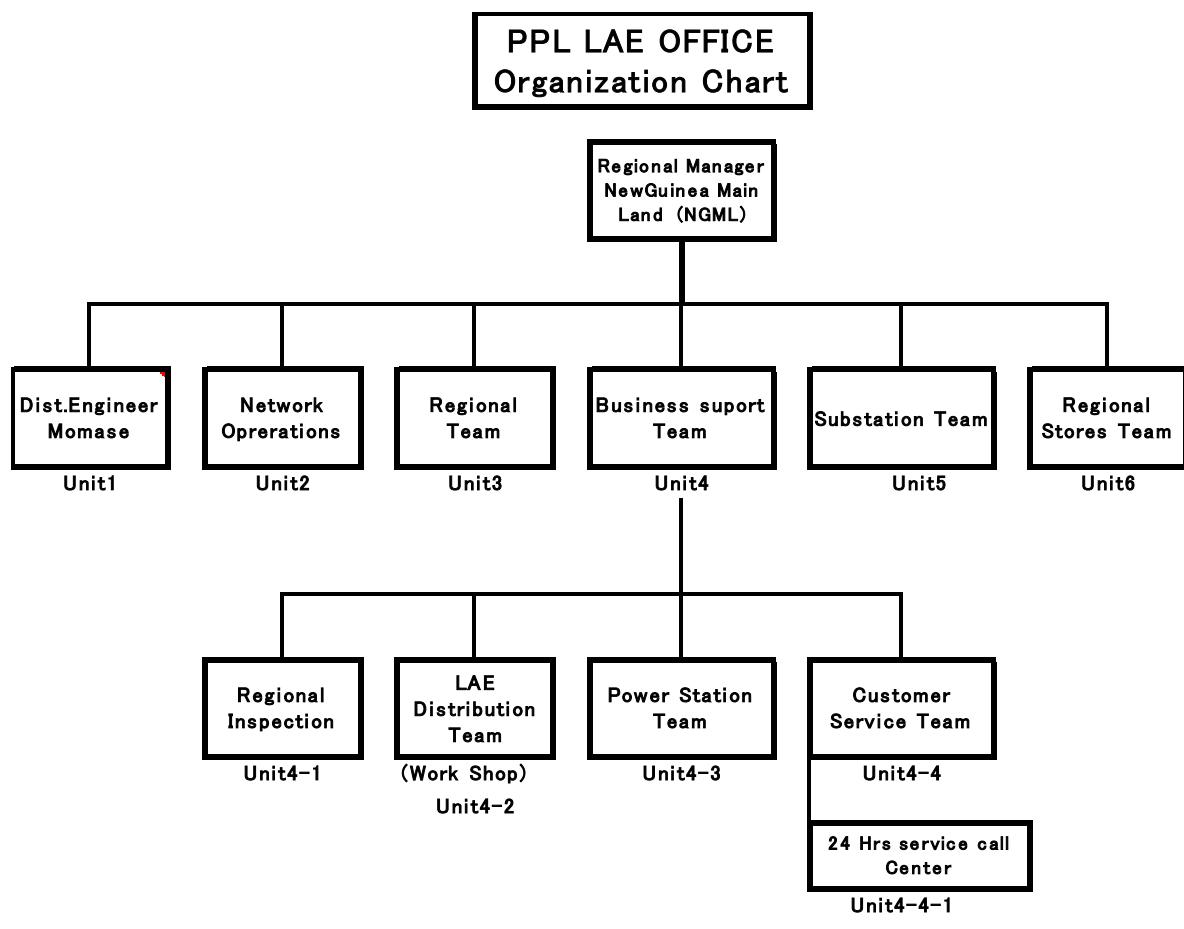 PPL LAE OFFICE
Organization Chart
Regional Manager
NewGuinea Main
Land (NGML)
Dist.Engineer
Momase
Unit1
Network
Oprerations
Unit2
Regional
Team
Unit3
Business suport
Team
Unit4
Substation Team
Unit5
Regional
Stores Team
Unit6
Regional
Inspection
Unit4-1
LAE
Distribution
Team
(Work Shop)
Unit4-2
Power Station
Team
Unit4-3
Customer
Service Team
Unit4-4
24 Hrs service call
Center
Unit4-4-1